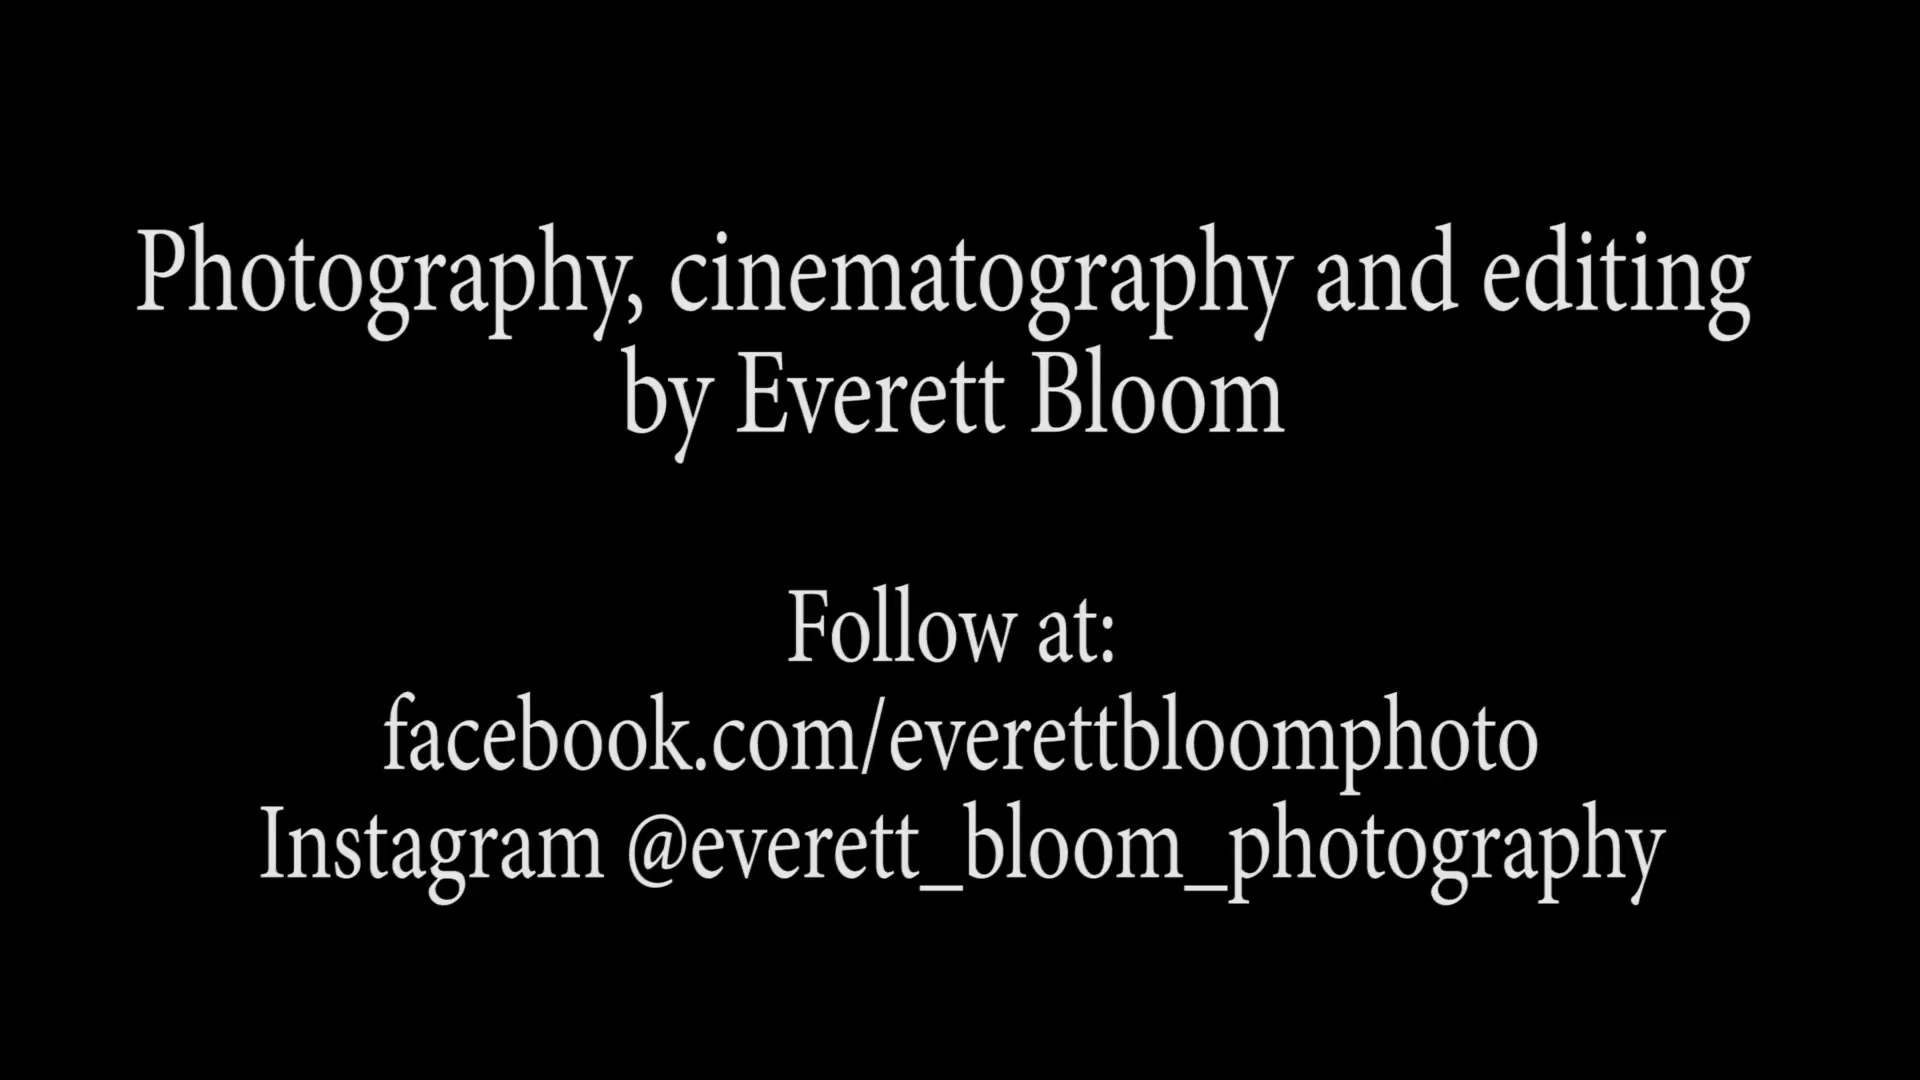 Photography, cinematography and editing
by Everett Bloom
Follow at:
facebook.com/everettbloomphoto
Instagram @everett_bloom_photography